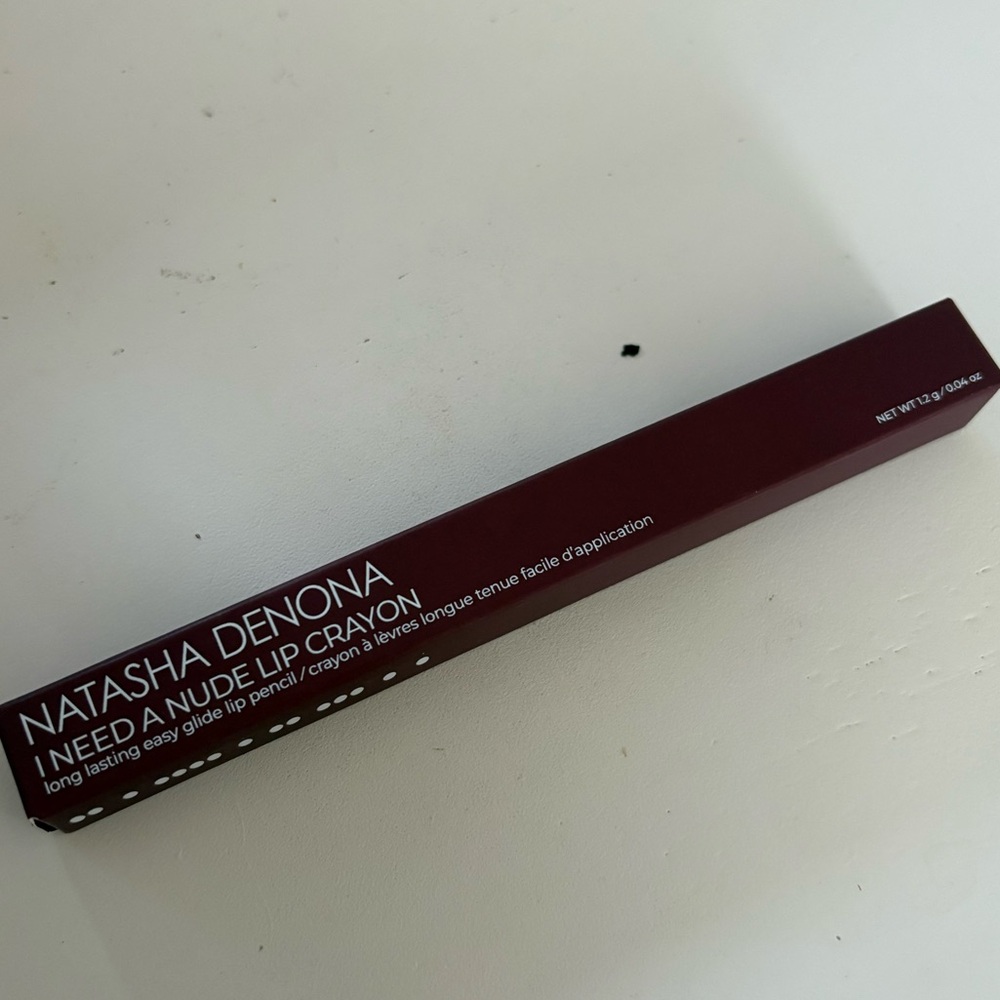 NATASHA DENONA
I NEED A NUDE LIP CRAYON
long lasting easy glide lip pencil / crayon à lèvres longue tenue facile d'application
NET WT 1.2 g / 0.04 oz